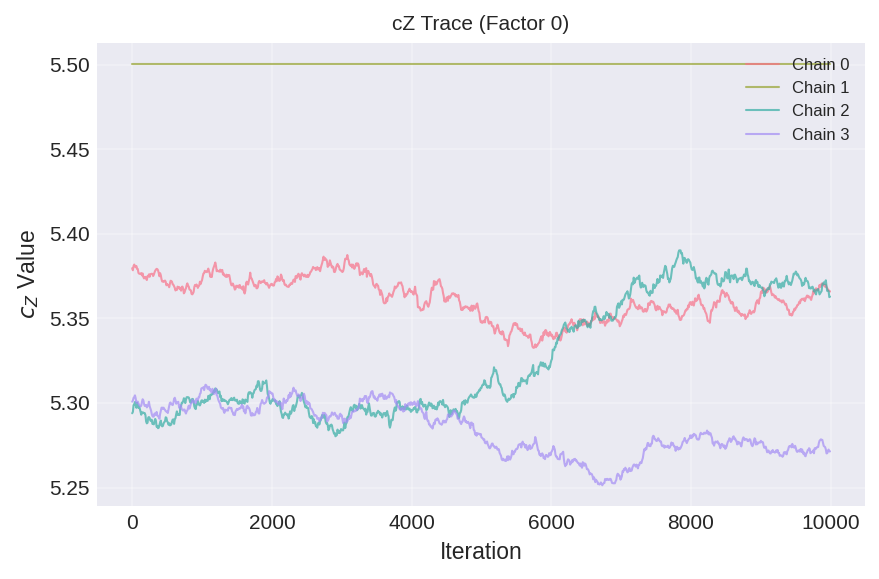 cZ Trace (Factor 0)
5.50
5.45
5.40
5.35
5.30
5.25
cZ Value
Chain 0
Chain 1
Chain 2
Chain 3
0
2000
4000
6000
8000
10000
Iteration